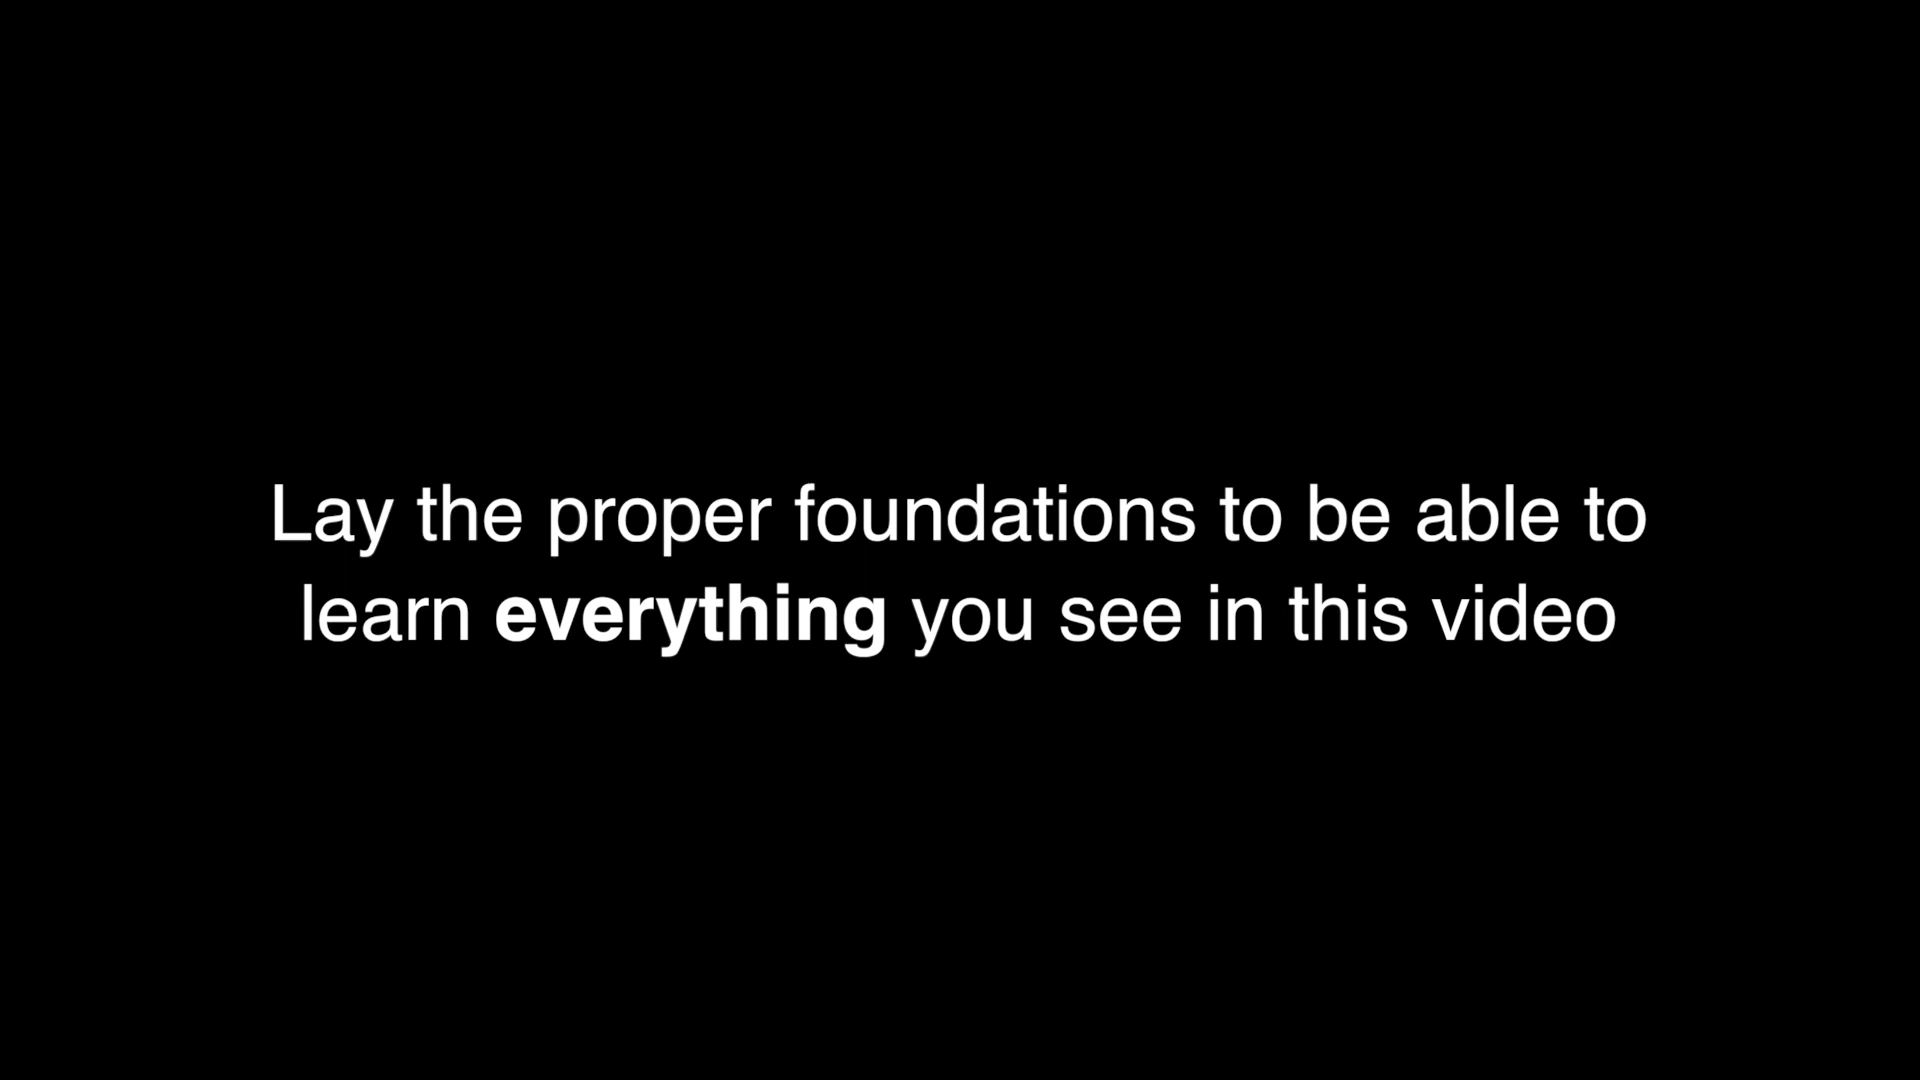 Lay the proper foundations to be able to
learn everything you see in this video